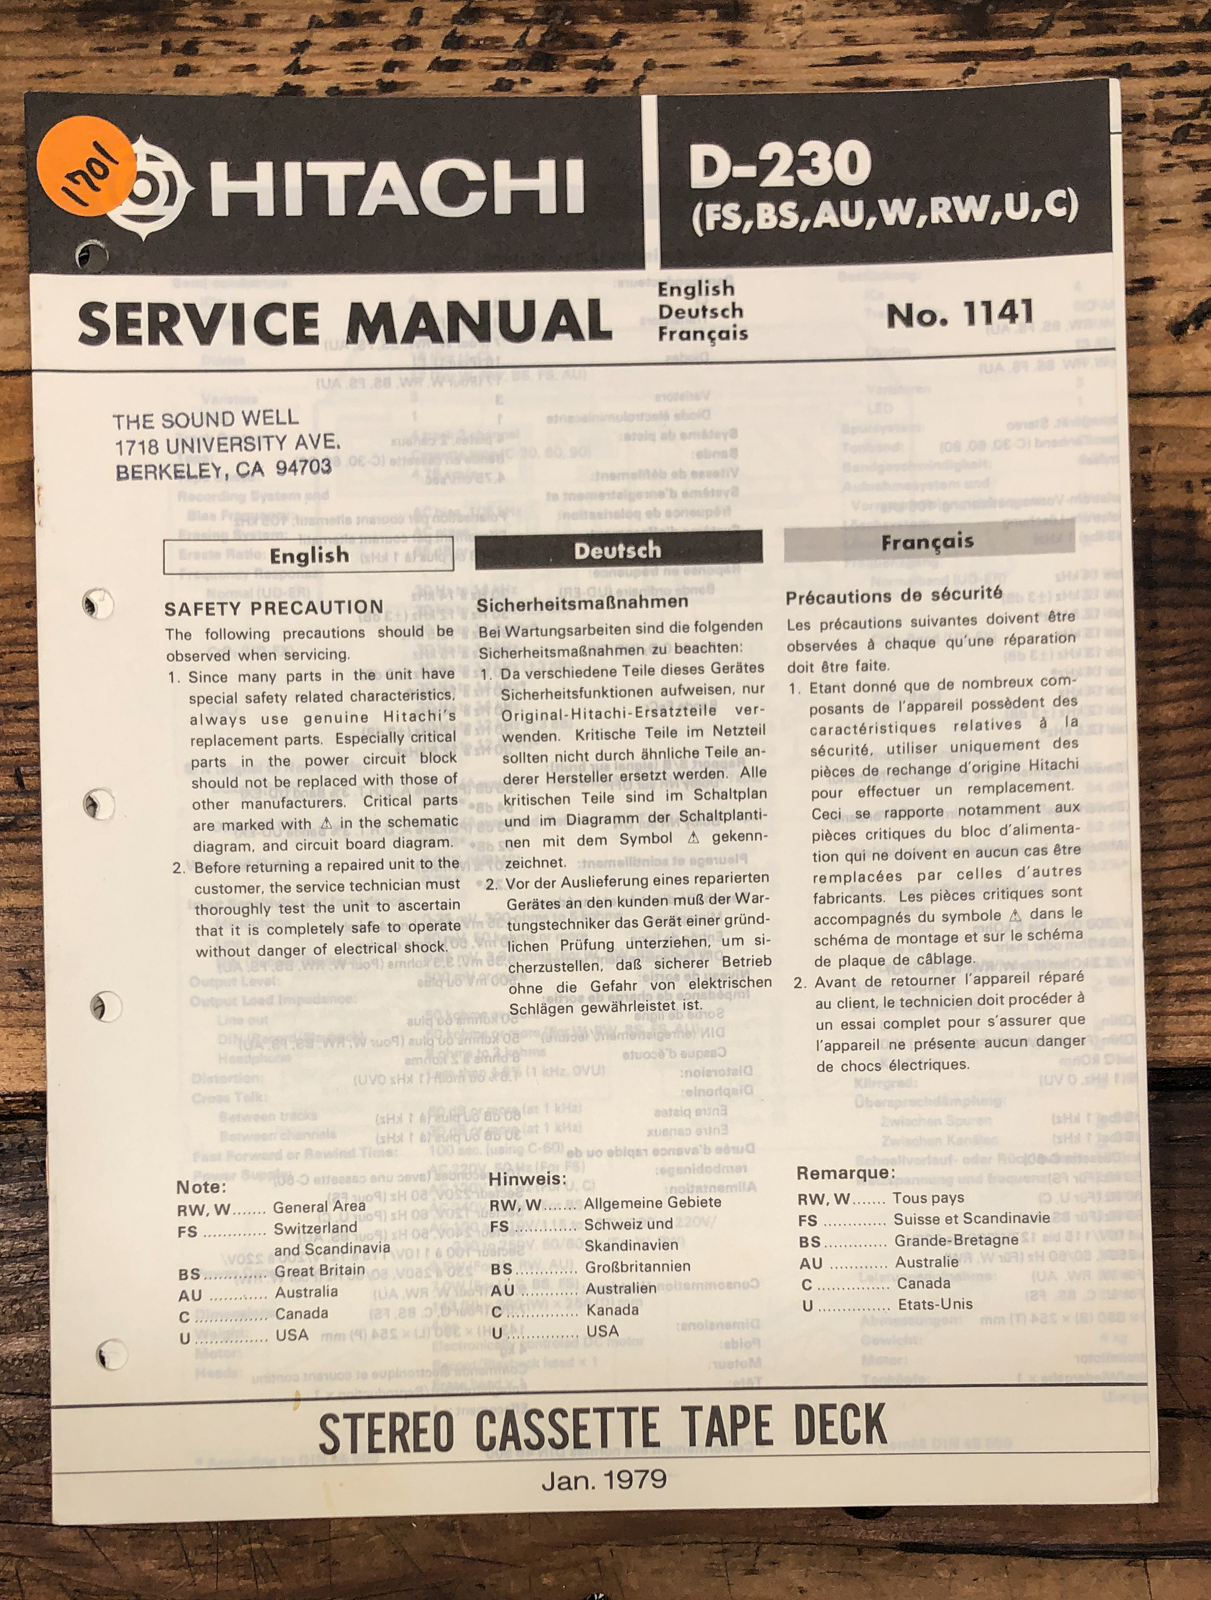 1701
HITACHI
D-230
(FS,BS,AU,W,RW,U,C)
SERVICE MANUAL
English
Deutsch
Français
No. 1141
THE SOUND WELL
1718 UNIVERSITY AVE.
BERKELEY, CA 94703
English
SAFETY PRECAUTION
The following precautions should be
observed when servicing.
1. Since many parts in the unit have
special safety related characteristics,
always use genuine Hitachi's
replacement parts. Especially critical
parts in the power circuit block
should not be replaced with those of
other manufacturers. Critical parts
are marked with ⚠ in the schematic
diagram, and circuit board diagram.
2. Before returning a repaired unit to the
customer, the service technician must
thoroughly test the unit to ascertain
that it is completely safe to operate
without danger of electrical shock.
Deutsch
Sicherheitsmaßnahmen
Bei Wartungsarbeiten sind die folgenden
Sicherheitsmaßnahmen zu beachten:
1. Da verschiedene Teile dieses Gerätes
Sicherheitsfunktionen aufweisen, nur
Original-Hitachi-Ersatzteile ver-
wenden. Kritische Teile im Netzteil
sollten nicht durch ähnliche Teile an-
derer Hersteller ersetzt werden. Alle
kritischen Teile sind im Schaltplan
und im Diagramm der Schaltplanti-
nen mit dem Symbol ⚠ gekenn-
zeichnet.
2. Vor der Auslieferung eines reparierten
Gerätes an den kunden muß der War-
tungstechniker das Gerät einer gründ-
lichen Prüfung unterziehen, um si-
cherzustellen, daß sicherer Betrieb
ohne die Gefahr von elektrischen
Schlägen gewährleistet ist.
Français
Précautions de sécurité
Les précautions suivantes doivent être
observées à chaque qu'une réparation
doit être faite.
1. Etant donné que de nombreux com-
posants de l'appareil possèdent des
caractéristiques relatives à la
sécurité, utiliser uniquement des
pièces de rechange d'origine Hitachi
pour effectuer un remplacement.
Ceci se rapporte notamment aux
pièces critiques du bloc d'alimenta-
tion qui ne doivent en aucun cas être
remplacées par celles d'autres
fabricants. Les pièces critiques sont
accompagnés du symbole ⚠ dans le
schéma de montage et sur le schéma
de plaque de câblage.
2. Avant de retourner l'appareil réparé
au client, le technicien doit procéder à
un essai complet pour s'assurer que
l'appareil ne présente aucun danger
de chocs électriques.
Note:
RW, W....... General Area
FS ............. Switzerland
and Scandinavia
BS............. Great Britain
AU ............ Australia
C ............... Canada
U ............... USA
Hinweis:
RW, W....... Allgemeine Gebiete
FS ............. Schweiz und
Skandinavien
BS............. Großbritannien
AU ............ Australien
C ............... Kanada
U ............... USA
Remarque:
RW, W....... Tous pays
FS ............. Suisse et Scandinavie
BS............. Grande-Bretagne
AU ............ Australie
C ............... Canada
U ............... Etats-Unis
STEREO CASSETTE TAPE DECK
Jan. 1979